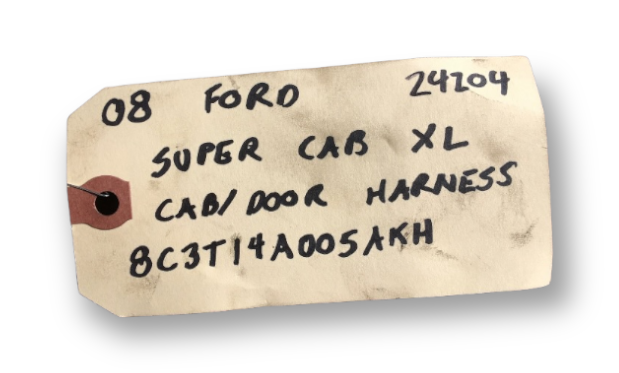 08 FORD 24204
SUPER CAB XL
CAB/DOOR HARNESS
8C3T14A005AKH